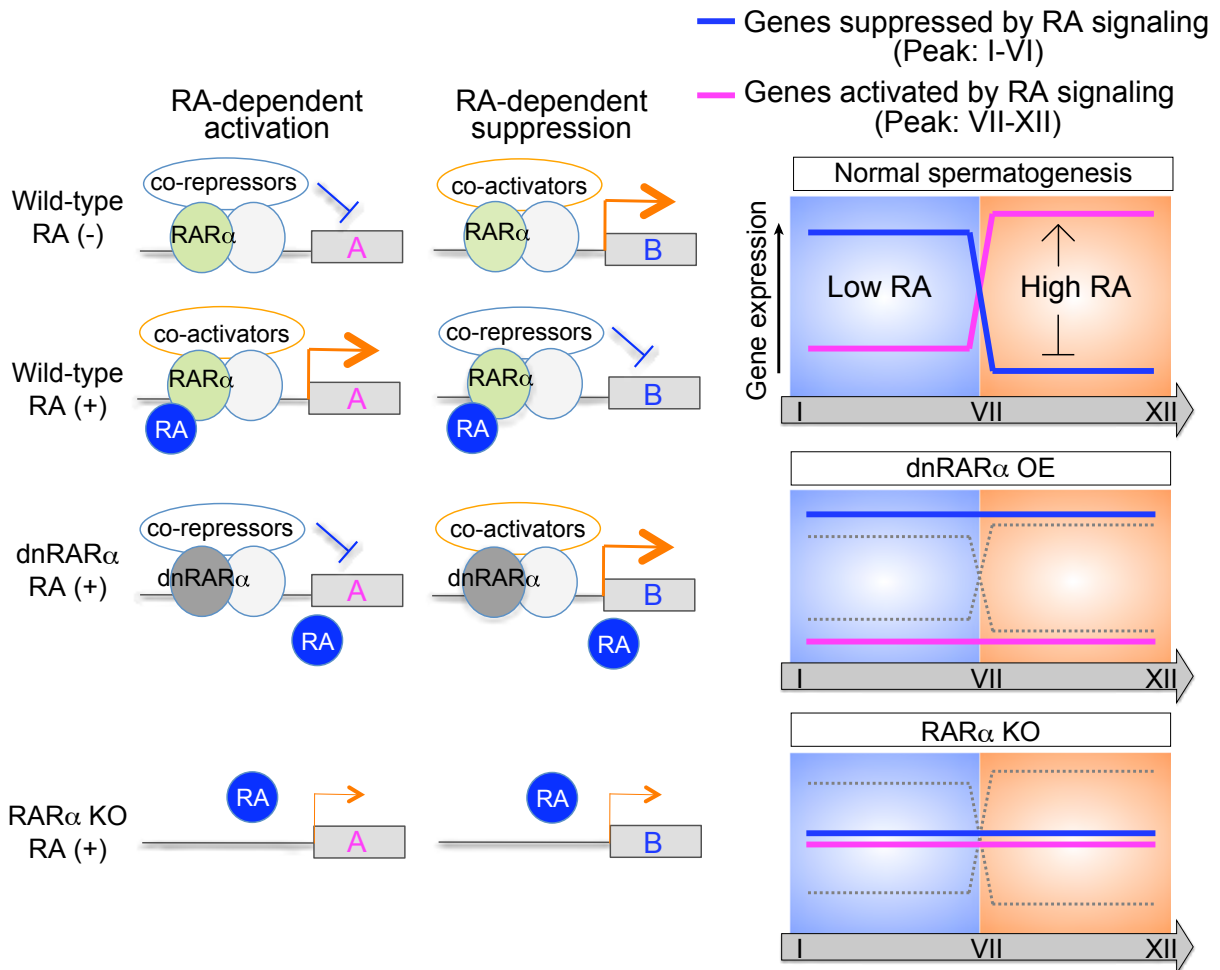 Genes suppressed by RA signaling
(Peak: I-VI)
Genes activated by RA signaling
(Peak: VII-XII)
RA-dependent
activation
RA-dependent
suppression
Wild-type
RA (-)
co-repressors
RARα
A
co-activators
RARα
B
Normal spermatogenesis
Gene expression
Low RA
High RA
I
VII
XII
Wild-type
RA (+)
co-activators
RARα
RA
A
co-repressors
RARα
RA
B
dnRARα
RA (+)
co-repressors
dnRARα
A
RA
co-activators
dnRARα
B
RA
dnRARα OE
I
VII
XII
RARα KO
RA (+)
RA
A
RA
B
RARα KO
I
VII
XII